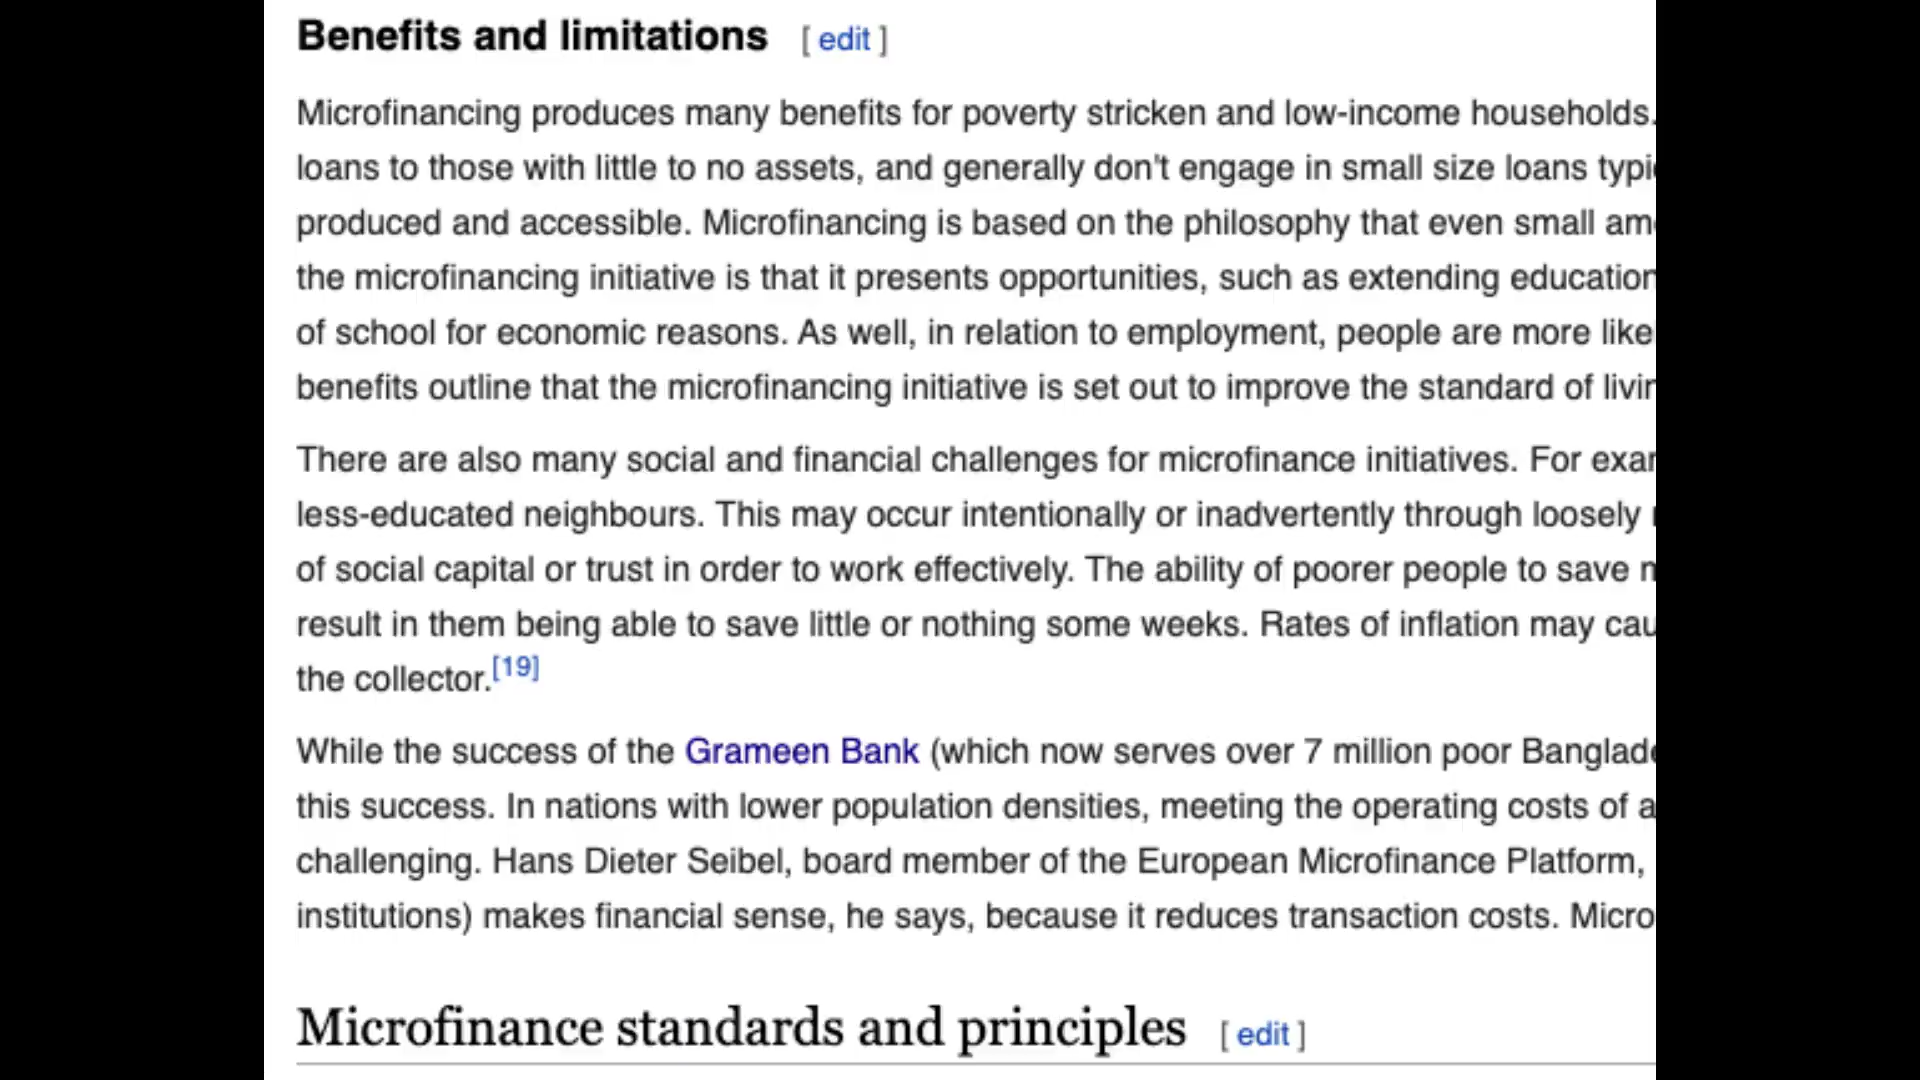 Benefits and limitations [ edit ]
Microfinancing produces many benefits for poverty stricken and low-income households.
loans to those with little to no assets, and generally don't engage in small size loans
produced and accessible. Microfinancing is based on the philosophy that even small
the microfinancing initiative is that it presents opportunities, such as extending education
of school for economic reasons. As well, in relation to employment, people are more
benefits outline that the microfinancing initiative is set out to improve the standard of
There are also many social and financial challenges for microfinance initiatives. For
less-educated neighbours. This may occur intentionally or inadvertently through loosely
of social capital or trust in order to work effectively. The ability of poorer people to save
result in them being able to save little or nothing some weeks. Rates of inflation may
the collector.[19]
While the success of the Grameen Bank (which now serves over 7 million poor
this success. In nations with lower population densities, meeting the operating costs of a
challenging. Hans Dieter Seibel, board member of the European Microfinance Platform,
institutions) makes financial sense, he says, because it reduces transaction costs.
Microfinance standards and principles [ edit ]